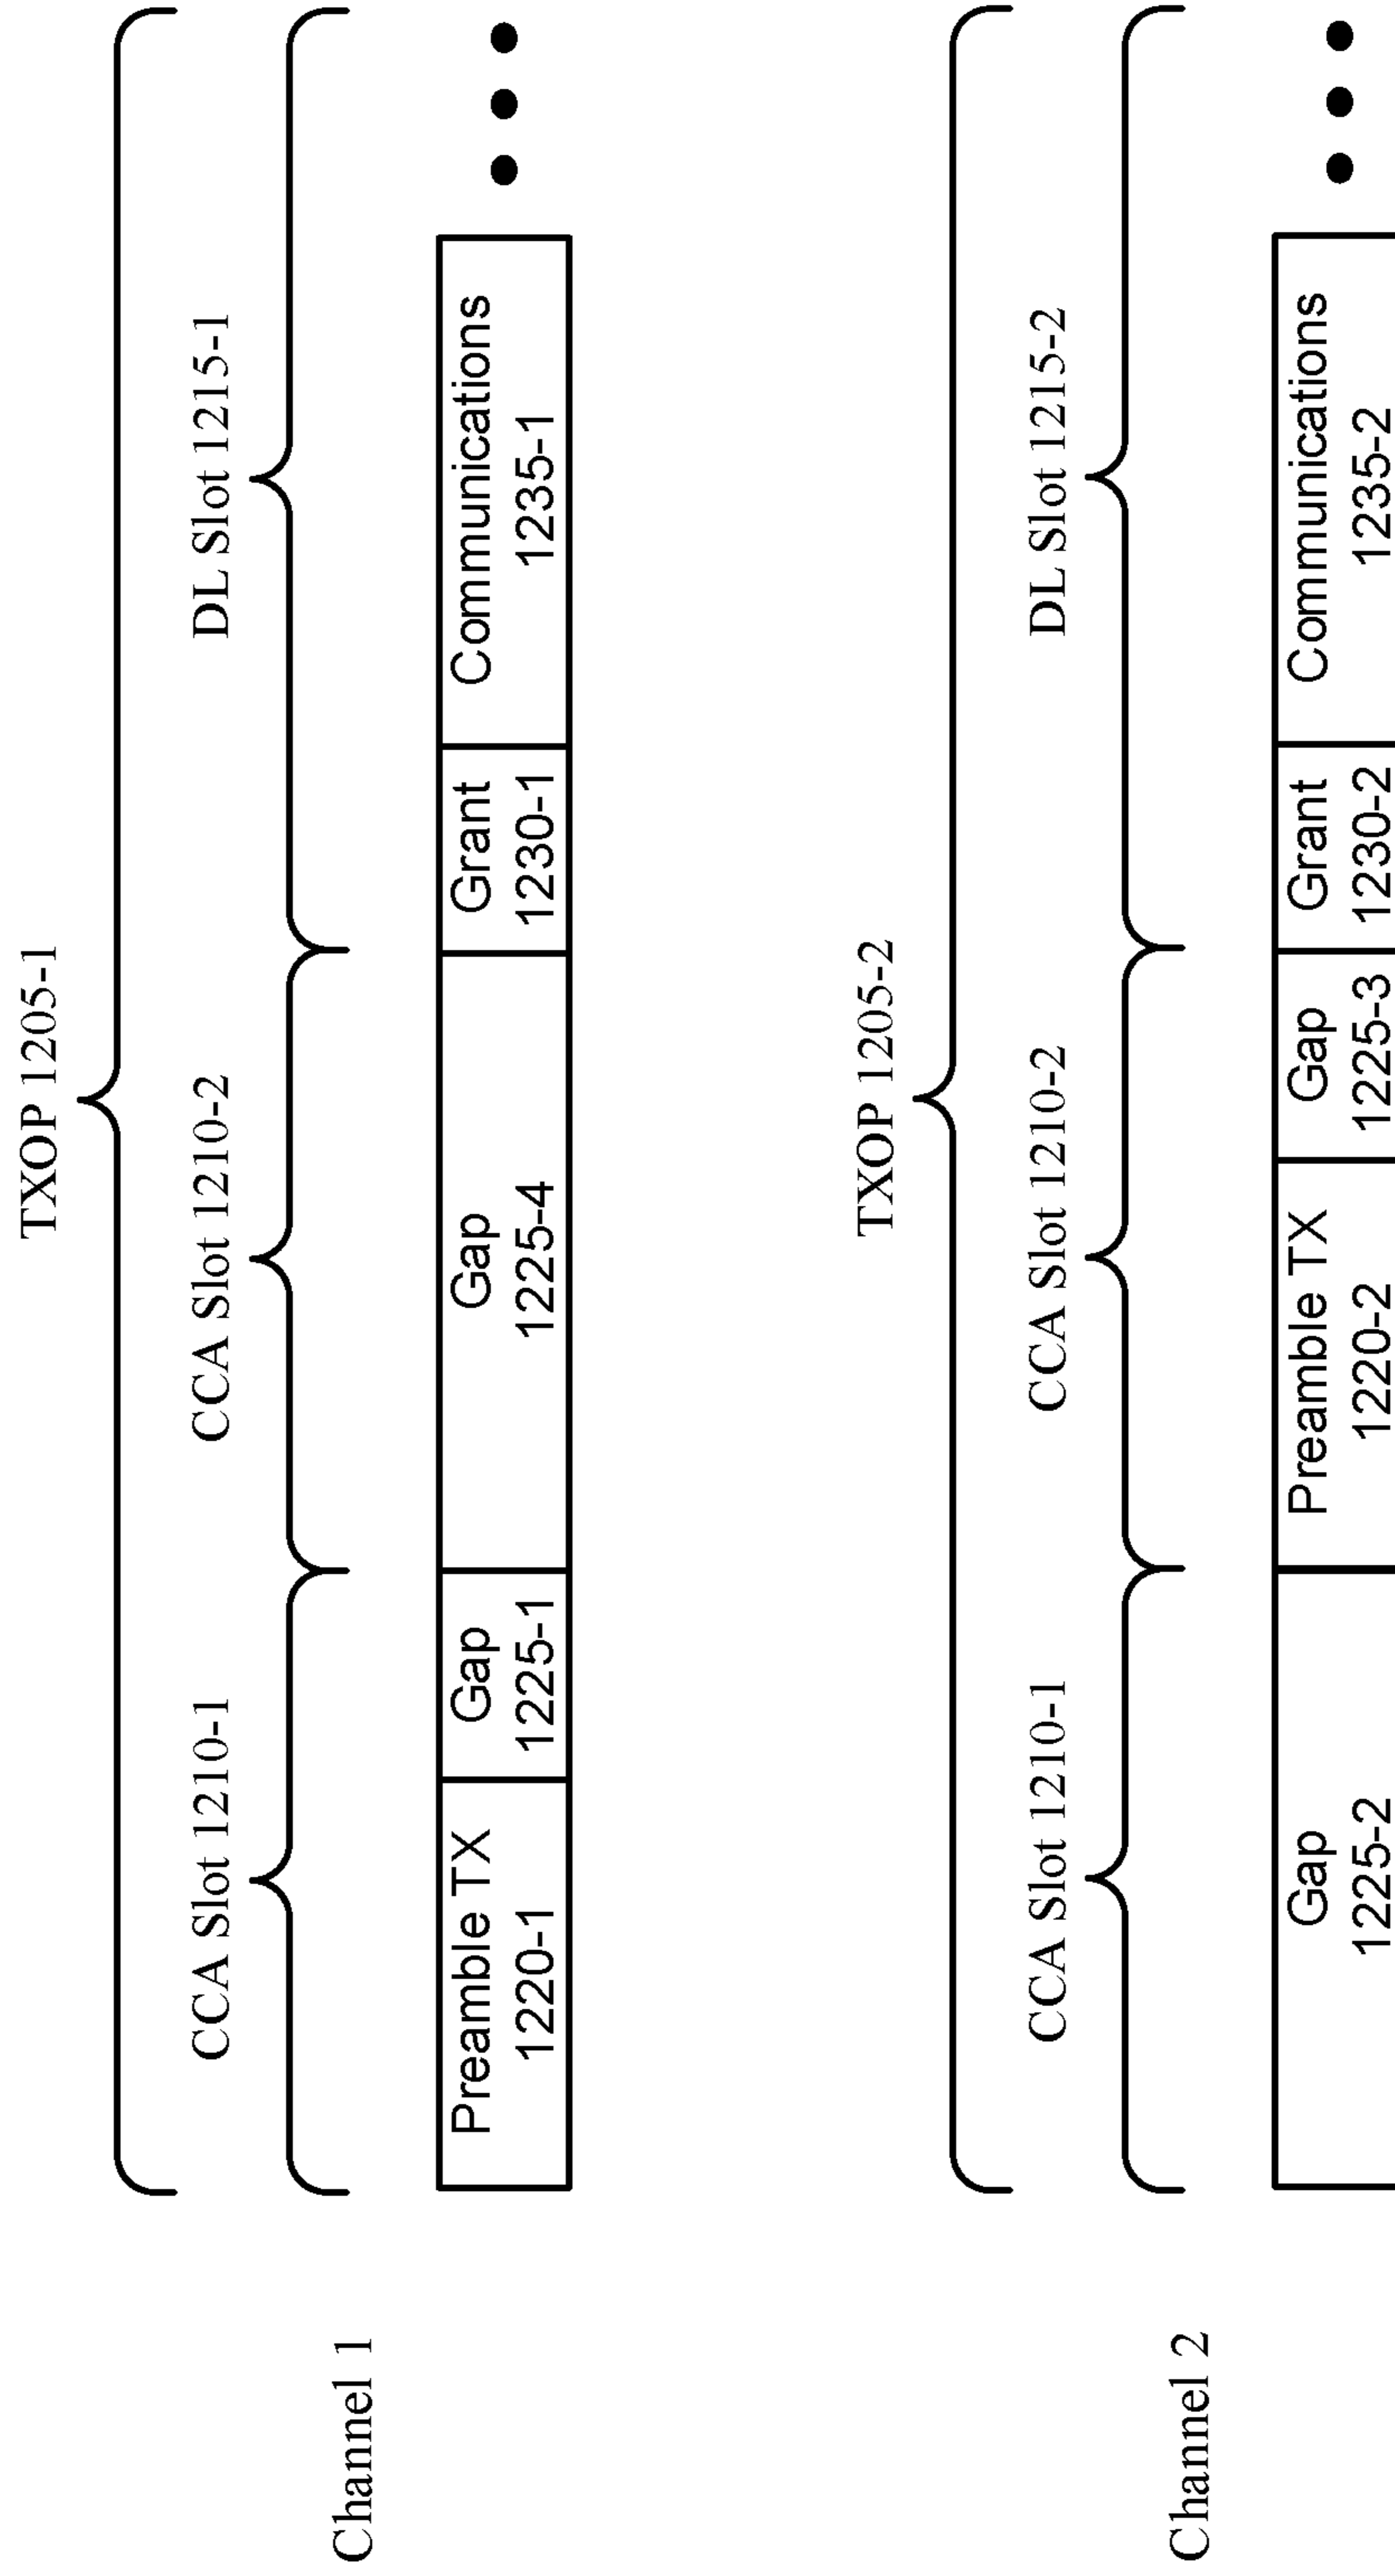 Channel 1
TXOP 1205-1
CCA Slot 1210-1
CCA Slot 1210-2
DL Slot 1215-1
Preamble TX
1220-1
Gap
1225-1
Gap
1225-4
Grant
1230-1
Communications
1235-1
Channel 2
TXOP 1205-2
CCA Slot 1210-1
CCA Slot 1210-2
DL Slot 1215-2
Gap
1225-2
Preamble TX
1220-2
Gap
1225-3
Grant
1230-2
Communications
1235-2